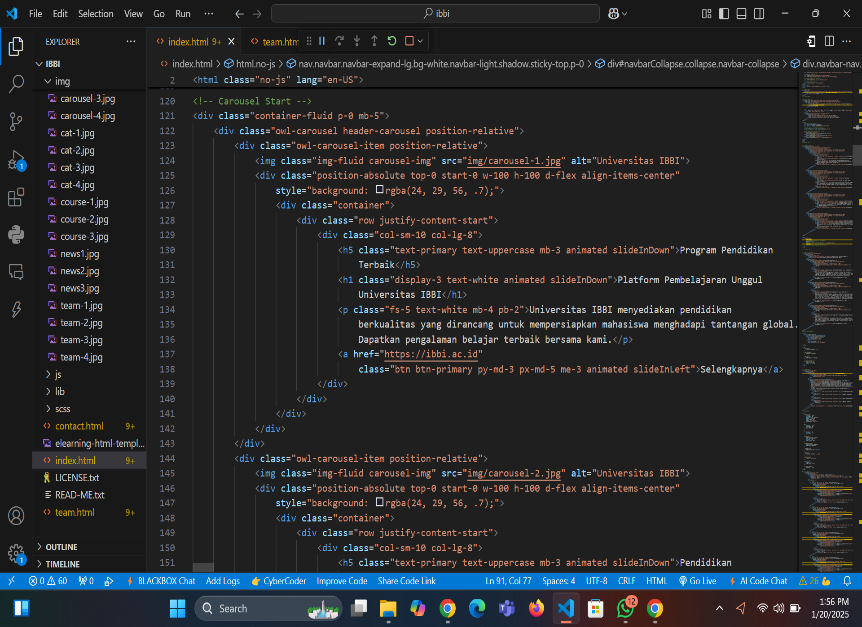 File Edit Selection View Go Run ··· ibbi
EXPLORER ···
IBBI
img
carousel-3.jpg
carousel-4.jpg
cat-1.jpg
cat-2.jpg
cat-3.jpg
cat-4.jpg
course-1.jpg
course-2.jpg
course-3.jpg
news1.jpg
news2.jpg
news3.jpg
team-1.jpg
team-2.jpg
team-3.jpg
team-4.jpg
js
lib
scss
contact.html 9+
elearning-html-templ...
index.html 9+
LICENSE.txt
READ-ME.txt
team.html 9+
OUTLINE
TIMELINE
1
1
index.html 9+ team.htm
index.html > html.no-js > nav.navbar.navbar-expand-lg.bg-white.navbar-light.shadow.sticky-top.p-0 > div#navbarCollapse.collapse.navbar-collapse > div.navbar-nav.
2 <html class="no-js" lang="en-US">
120 <!-- Carousel Start -->
121 <div class="container-fluid p-0 mb-5">
122 <div class="owl-carousel header-carousel position-relative">
123 <div class="owl-carousel-item position-relative">
124 <img class="img-fluid carousel-img" src="img/carousel-1.jpg" alt="Universitas IBBI">
125 <div class="position-absolute top-0 start-0 w-100 h-100 d-flex align-items-center"
126 style="background: rgba(24, 29, 56, .7);">
127 <div class="container">
128 <div class="row justify-content-start">
129 <div class="col-sm-10 col-lg-8">
130 <h5 class="text-primary text-uppercase mb-3 animated slideInDown">Program Pendidikan
131 Terbaik</h5>
132 <h1 class="display-3 text-white animated slideInDown">Platform Pembelajaran Unggul
133 Universitas IBBI</h1>
134 <p class="fs-5 text-white mb-4 pb-2">Universitas IBBI menyediakan pendidikan
135 berkualitas yang dirancang untuk mempersiapkan mahasiswa menghadapi tantangan global.
136 Dapatkan pengalaman belajar terbaik bersama kami.</p>
137 <a href="https://ibbi.ac.id"
138 class="btn btn-primary py-md-3 px-md-5 me-3 animated slideInLeft">Selengkapnya</a>
139 </div>
140 </div>
141 </div>
142 </div>
143 </div>
144 <div class="owl-carousel-item position-relative">
145 <img class="img-fluid carousel-img" src="img/carousel-2.jpg" alt="Universitas IBBI">
146 <div class="position-absolute top-0 start-0 w-100 h-100 d-flex align-items-center"
147 style="background: rgba(24, 29, 56, .7);">
148 <div class="container">
149 <div class="row justify-content-start">
150 <div class="col-sm-10 col-lg-8">
151 <h5 class="text-primary text-uppercase mb-3 animated slideInDown">Pendidikan
0 60 0 BLACKBOX Chat Add Logs CyberCoder Improve Code Share Code Link Ln 91, Col 77 Spaces: 4 UTF-8 CRLF HTML Go Live AI Code Chat 26
Search 12 1:56 PM
1/20/2025